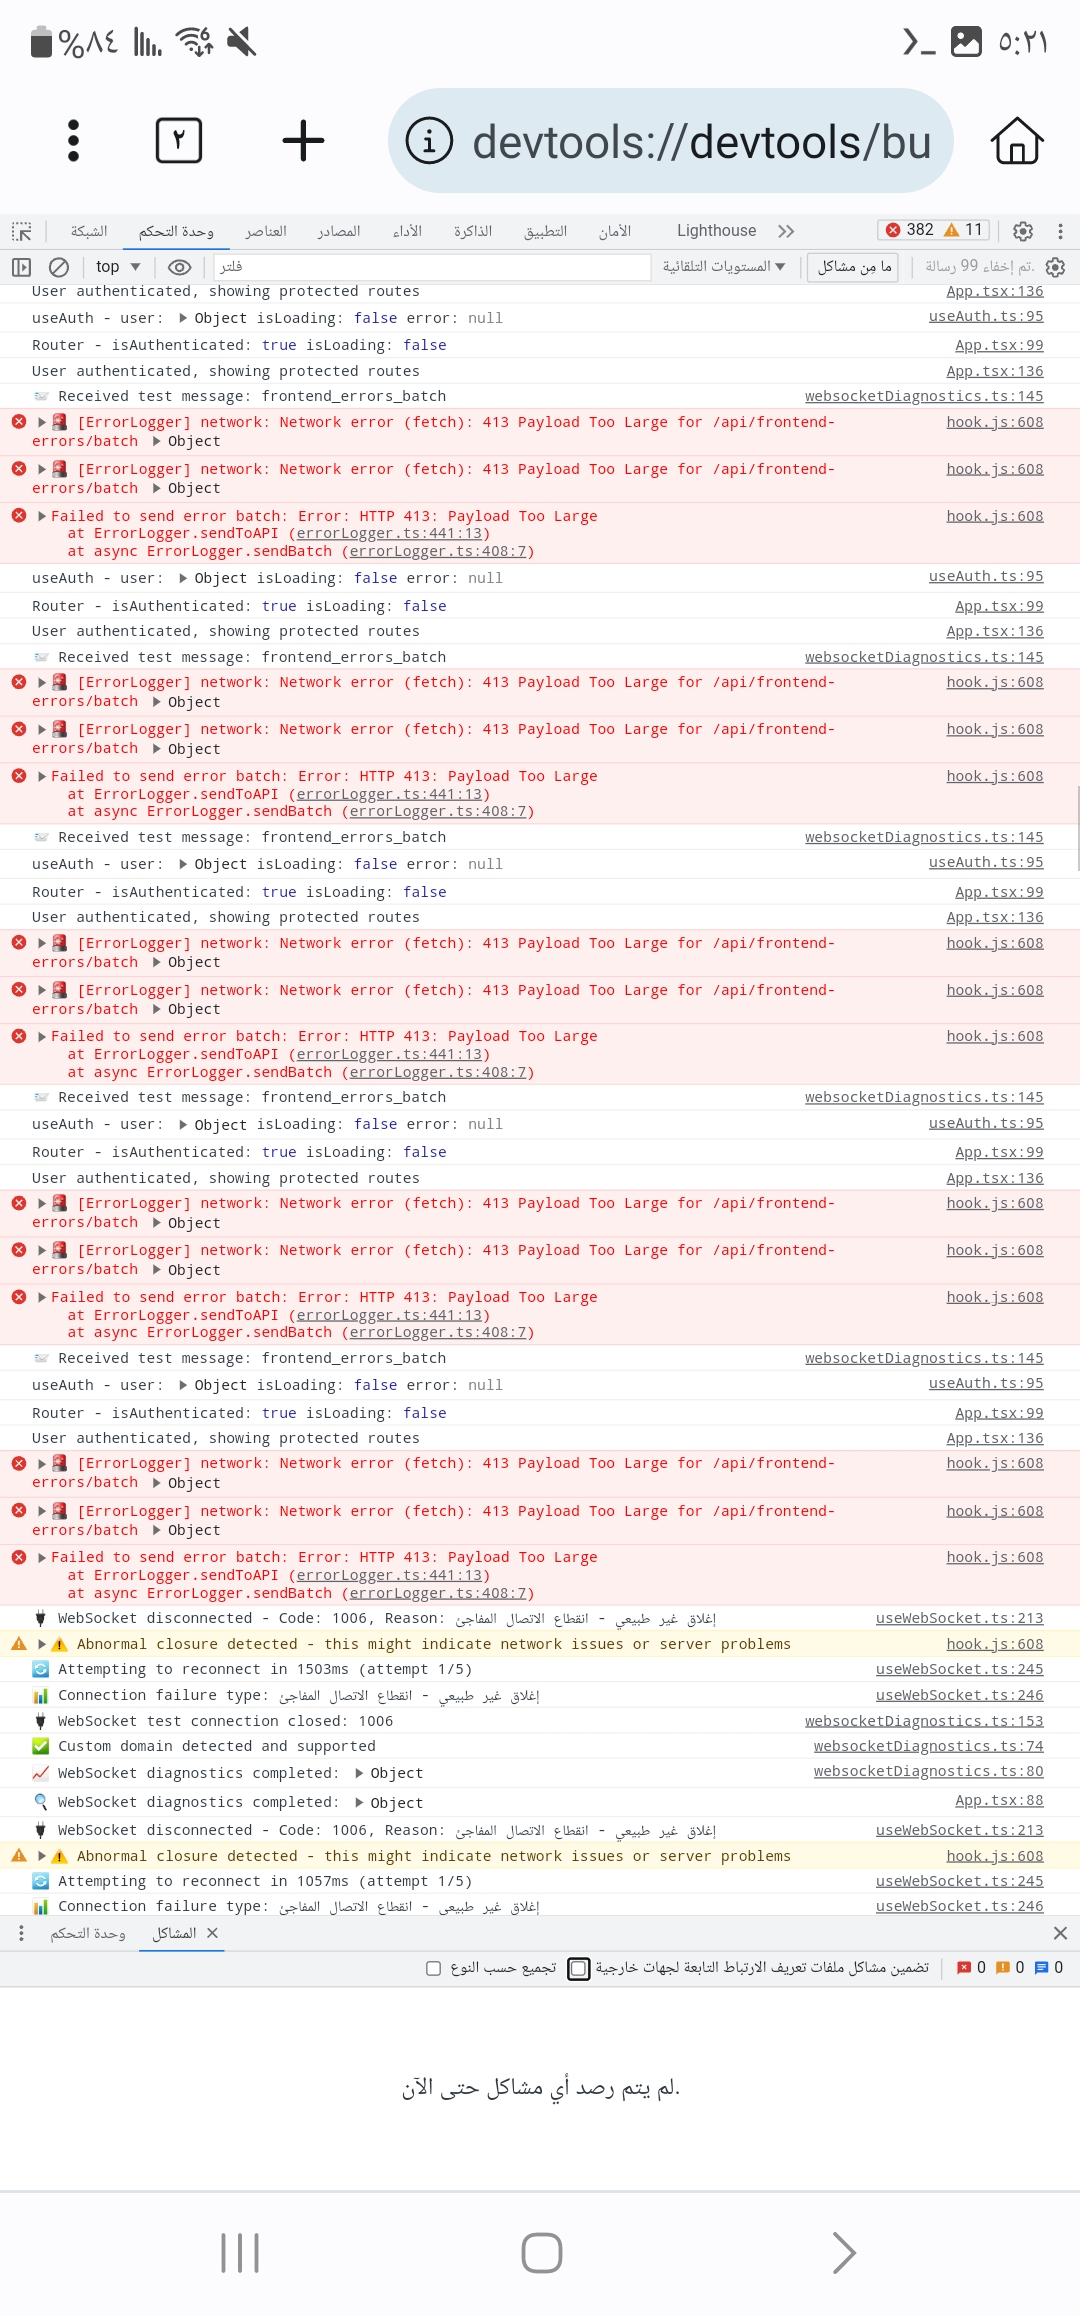 %٨٤
٥:٢١
٢
devtools://devtools/bu
الشبكة وحدة التحكم العناصر المصادر الأداء الذاكرة التطبيق الأمان Lighthouse 382 11
top فلتر المستويات التلقائية ما مِن مشاكل تم إخفاء 99 رسالة.
User authenticated, showing protected routes App.tsx:136
useAuth - user: Object isLoading: false error: null useAuth.ts:95
Router - isAuthenticated: true isLoading: false App.tsx:99
User authenticated, showing protected routes App.tsx:136
📨 Received test message: frontend_errors_batch websocketDiagnostics.ts:145
🚨 [ErrorLogger] network: Network error (fetch): 413 Payload Too Large for /api/frontend- hook.js:608
errors/batch Object
🚨 [ErrorLogger] network: Network error (fetch): 413 Payload Too Large for /api/frontend- hook.js:608
errors/batch Object
Failed to send error batch: Error: HTTP 413: Payload Too Large hook.js:608
at ErrorLogger.sendToAPI (errorLogger.ts:441:13)
at async ErrorLogger.sendBatch (errorLogger.ts:408:7)
useAuth - user: Object isLoading: false error: null useAuth.ts:95
Router - isAuthenticated: true isLoading: false App.tsx:99
User authenticated, showing protected routes App.tsx:136
📨 Received test message: frontend_errors_batch websocketDiagnostics.ts:145
🚨 [ErrorLogger] network: Network error (fetch): 413 Payload Too Large for /api/frontend- hook.js:608
errors/batch Object
🚨 [ErrorLogger] network: Network error (fetch): 413 Payload Too Large for /api/frontend- hook.js:608
errors/batch Object
Failed to send error batch: Error: HTTP 413: Payload Too Large hook.js:608
at ErrorLogger.sendToAPI (errorLogger.ts:441:13)
at async ErrorLogger.sendBatch (errorLogger.ts:408:7)
📨 Received test message: frontend_errors_batch websocketDiagnostics.ts:145
useAuth - user: Object isLoading: false error: null useAuth.ts:95
Router - isAuthenticated: true isLoading: false App.tsx:99
User authenticated, showing protected routes App.tsx:136
🚨 [ErrorLogger] network: Network error (fetch): 413 Payload Too Large for /api/frontend- hook.js:608
errors/batch Object
🚨 [ErrorLogger] network: Network error (fetch): 413 Payload Too Large for /api/frontend- hook.js:608
errors/batch Object
Failed to send error batch: Error: HTTP 413: Payload Too Large hook.js:608
at ErrorLogger.sendToAPI (errorLogger.ts:441:13)
at async ErrorLogger.sendBatch (errorLogger.ts:408:7)
📨 Received test message: frontend_errors_batch websocketDiagnostics.ts:145
useAuth - user: Object isLoading: false error: null useAuth.ts:95
Router - isAuthenticated: true isLoading: false App.tsx:99
User authenticated, showing protected routes App.tsx:136
🚨 [ErrorLogger] network: Network error (fetch): 413 Payload Too Large for /api/frontend- hook.js:608
errors/batch Object
🚨 [ErrorLogger] network: Network error (fetch): 413 Payload Too Large for /api/frontend- hook.js:608
errors/batch Object
Failed to send error batch: Error: HTTP 413: Payload Too Large hook.js:608
at ErrorLogger.sendToAPI (errorLogger.ts:441:13)
at async ErrorLogger.sendBatch (errorLogger.ts:408:7)
📨 Received test message: frontend_errors_batch websocketDiagnostics.ts:145
useAuth - user: Object isLoading: false error: null useAuth.ts:95
Router - isAuthenticated: true isLoading: false App.tsx:99
User authenticated, showing protected routes App.tsx:136
🚨 [ErrorLogger] network: Network error (fetch): 413 Payload Too Large for /api/frontend- hook.js:608
errors/batch Object
🚨 [ErrorLogger] network: Network error (fetch): 413 Payload Too Large for /api/frontend- hook.js:608
errors/batch Object
Failed to send error batch: Error: HTTP 413: Payload Too Large hook.js:608
at ErrorLogger.sendToAPI (errorLogger.ts:441:13)
at async ErrorLogger.sendBatch (errorLogger.ts:408:7)
🔌 WebSocket disconnected - Code: 1006, Reason: إغلاق غير طبيعي - انقطاع الاتصال المفاجئ useWebSocket.ts:213
⚠️ Abnormal closure detected - this might indicate network issues or server problems hook.js:608
🔄 Attempting to reconnect in 1503ms (attempt 1/5) useWebSocket.ts:245
📊 Connection failure type: إغلاق غير طبيعي - انقطاع الاتصال المفاجئ useWebSocket.ts:246
🔌 WebSocket test connection closed: 1006 websocketDiagnostics.ts:153
✅ Custom domain detected and supported websocketDiagnostics.ts:74
📈 WebSocket diagnostics completed: Object websocketDiagnostics.ts:80
🔍 WebSocket diagnostics completed: Object App.tsx:88
🔌 WebSocket disconnected - Code: 1006, Reason: إغلاق غير طبيعي - انقطاع الاتصال المفاجئ useWebSocket.ts:213
⚠️ Abnormal closure detected - this might indicate network issues or server problems hook.js:608
🔄 Attempting to reconnect in 1057ms (attempt 1/5) useWebSocket.ts:245
📊 Connection failure type: إغلاق غير طبيعي - انقطاع الاتصال المفاجئ useWebSocket.ts:246
وحدة التحكم المشاكل
تجميع حسب النوع تضمين مشاكل ملفات تعريف الارتباط التابعة لجهات خارجية 0 0 0
لم يتم رصد أي مشاكل حتى الآن.